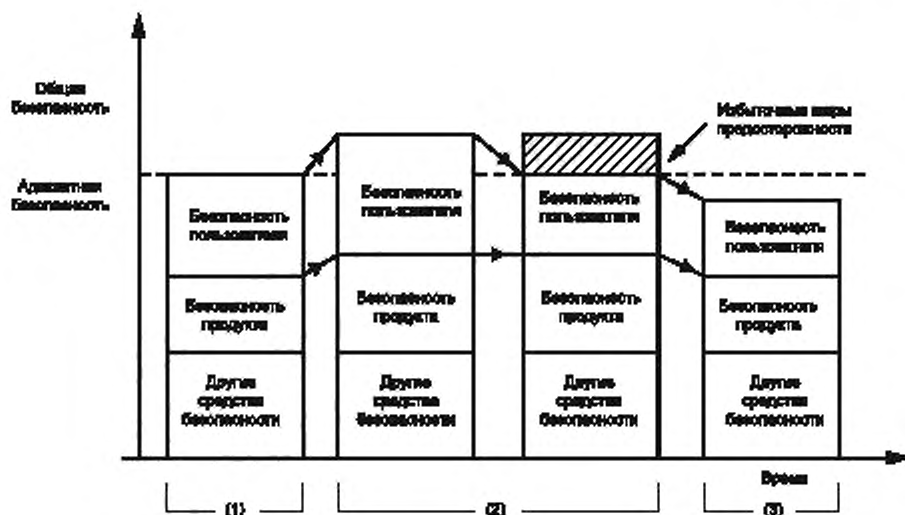 Общая
Безопасность
Адекватная
Безопасность
Избыточные меры
предосторожности
Безопасность
пользователя
Безопасность
продукта
Другие
средства
безопасности
Безопасность
пользователя
Безопасность
продукта
Другие
средства
безопасности
Безопасность
пользователя
Безопасность
продукта
Другие
средства
безопасности
Безопасность
пользователя
Безопасность
продукта
Другие
средства
безопасности
Время
(1)
(2)
(3)